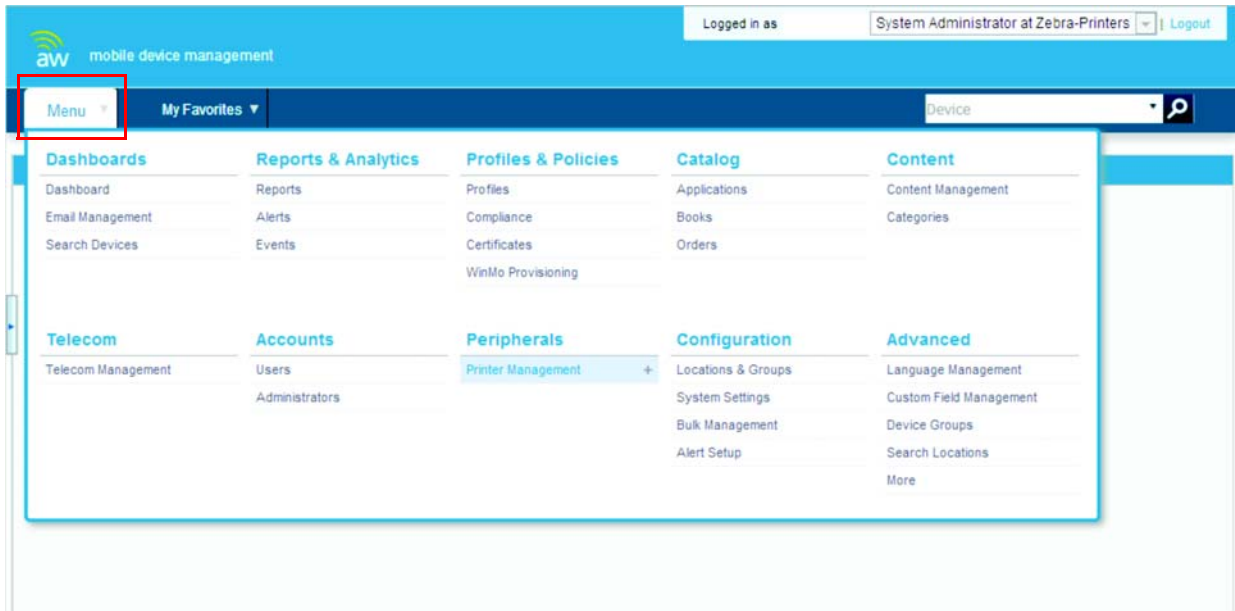 Logged in as
System Administrator at Zebra-Printers
| Logout
aw
mobile device management
Menu
My Favorites
Device
Dashboards
Dashboard
Email Management
Search Devices
Reports & Analytics
Reports
Alerts
Events
Profiles & Policies
Profiles
Compliance
Certificates
WinMo Provisioning
Catalog
Applications
Books
Orders
Content
Content Management
Categories
Telecom
Telecom Management
Accounts
Users
Administrators
Peripherals
Printer Management +
Configuration
Locations & Groups
System Settings
Bulk Management
Alert Setup
Advanced
Language Management
Custom Field Management
Device Groups
Search Locations
More